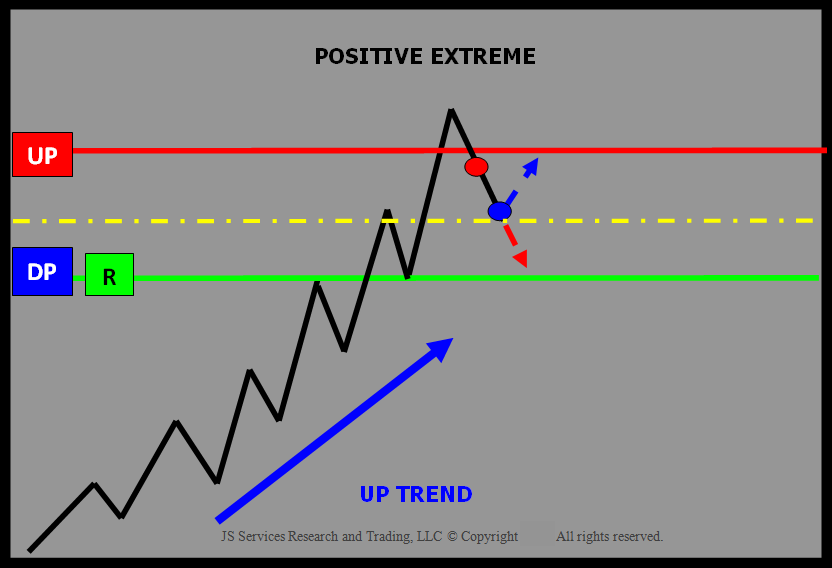 POSITIVE EXTREME
UP
DP
R
UP TREND
JS Services Research and Trading, LLC © Copyright All rights reserved.